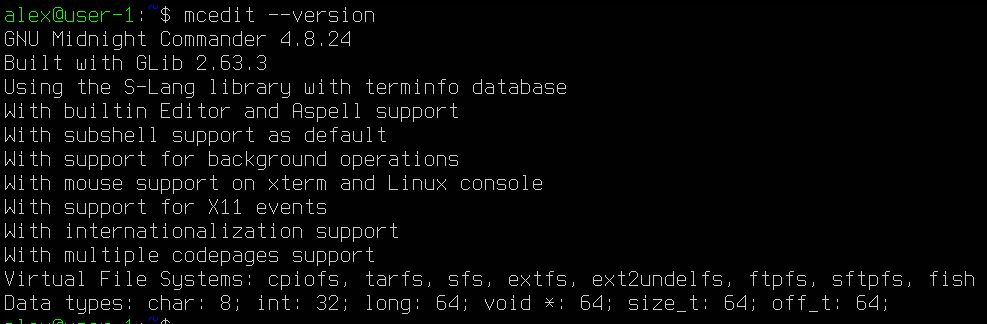 alex@user-1:~$ mcedit --version
GNU Midnight Commander 4.8.24
Built with GLib 2.63.3
Using the S-Lang library with terminfo database
With builtin Editor and Aspell support
With subshell support as default
With support for background operations
With mouse support on xterm and Linux console
With support for X11 events
With internationalization support
With multiple codepages support
Virtual File Systems: cpiofs, tarfs, sfs, extfs, ext2undelfs, ftpfs, sftpfs, fish
Data types: char: 8; int: 32; long: 64; void *: 64; size_t: 64; off_t: 64;
alex@user-1:~$